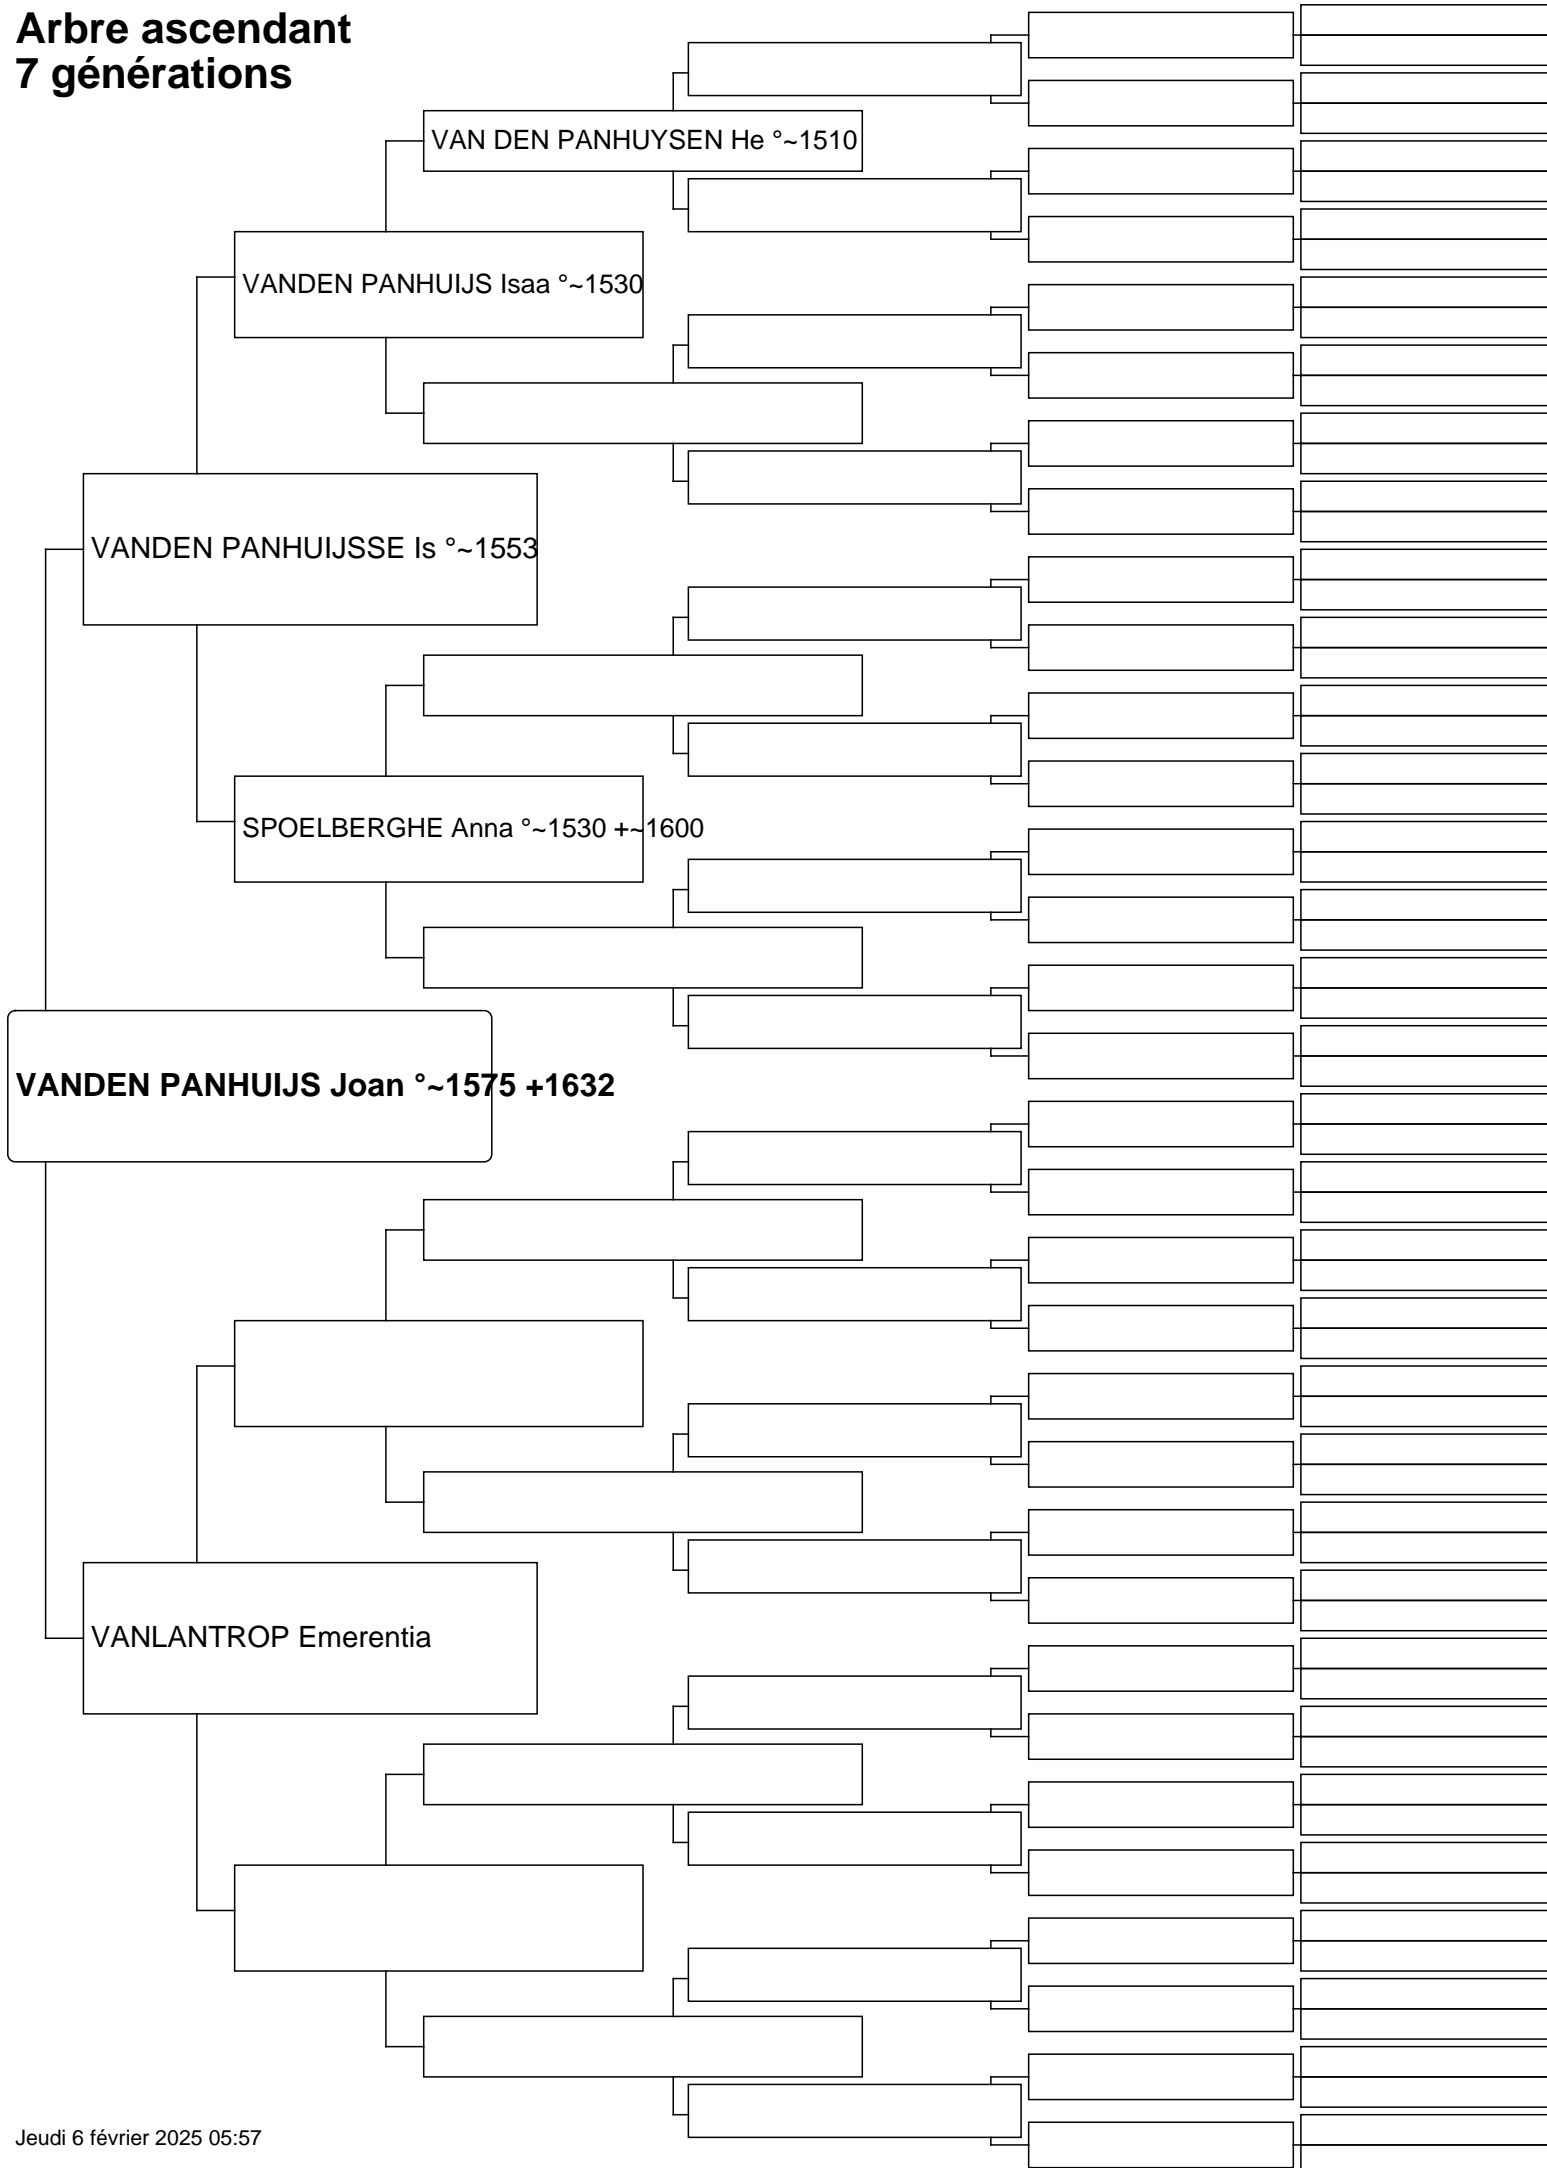 Arbre ascendant
7 générations
VAN DEN PANHUYSEN He °~1510
VANDEN PANHUIJS Isaa °~1530
VANDEN PANHUIJSSE Is °~1553
SPOELBERGHE Anna °~1530 +~1600
VANDEN PANHUIJS Joan °~1575 +1632
VANLANTROP Emerentia
Jeudi 6 février 2025 05:57